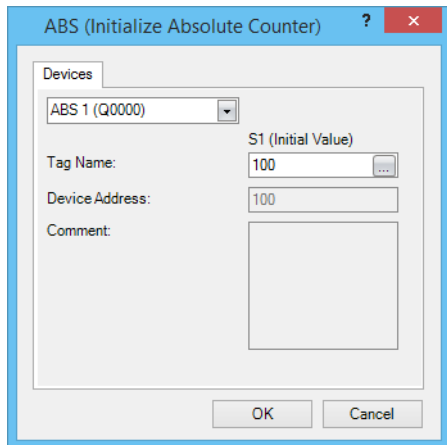 ABS (Initialize Absolute Counter)
?
Devices
ABS 1 (Q0000)
S1 (Initial Value)
Tag Name:
100
...
Device Address:
100
Comment:
OK
Cancel